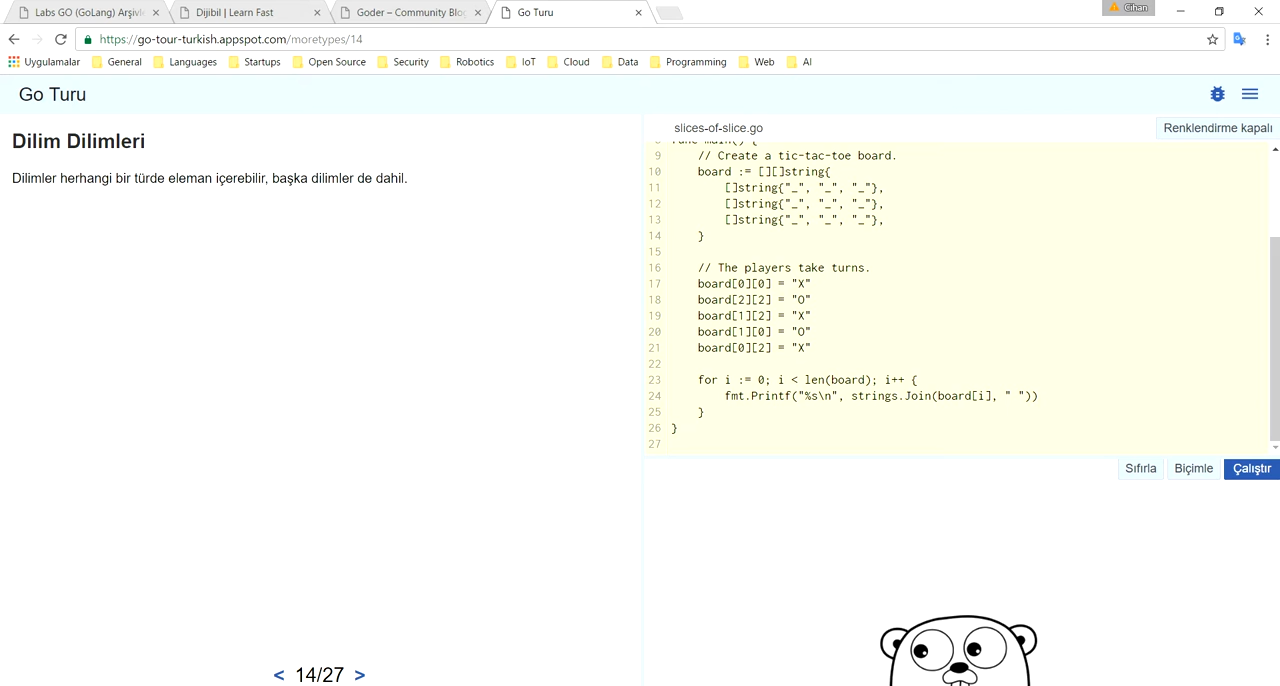 Labs GO (GoLang) Arşivle
Dijibil | Learn Fast
Goder – Community Blog
Go Turu
Cihan
https://go-tour-turkish.appspot.com/moretypes/14
Uygulamalar
General
Languages
Startups
Open Source
Security
Robotics
IoT
Cloud
Data
Programming
Web
AI
Go Turu
Dilim Dilimleri
Dilimler herhangi bir türde eleman içerebilir, başka dilimler de dahil.
< 14/27 >
slices-of-slice.go
Renklendirme kapalı
8 func main() {
9 // Create a tic-tac-toe board.
10 board := [][]string{
11 []string{"_", "_", "_"},
12 []string{"_", "_", "_"},
13 []string{"_", "_", "_"},
14 }
15
16 // The players take turns.
17 board[0][0] = "X"
18 board[2][2] = "O"
19 board[1][2] = "X"
20 board[1][0] = "O"
21 board[0][2] = "X"
22
23 for i := 0; i < len(board); i++ {
24 fmt.Printf("%s\n", strings.Join(board[i], " "))
25 }
26 }
27
Sıfırla
Biçimle
Çalıştır